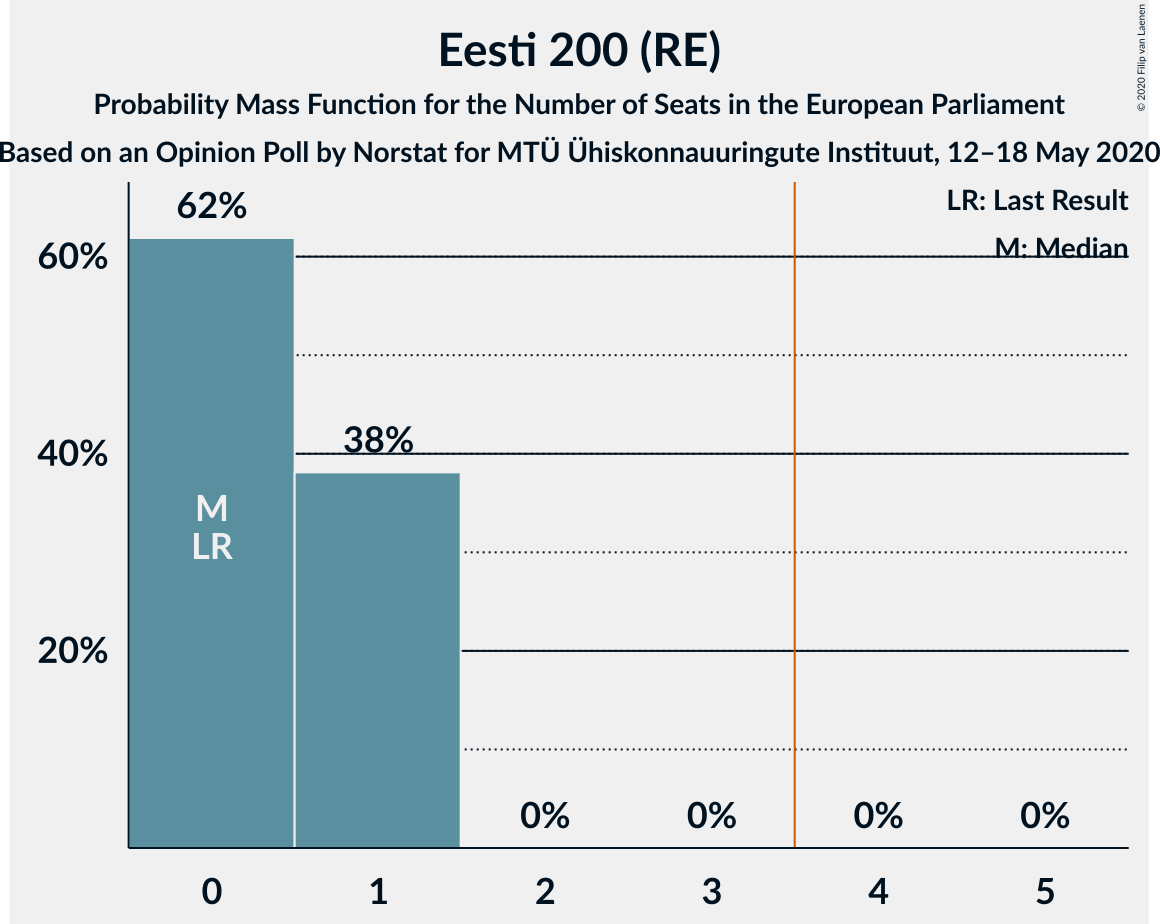 Eesti 200 (RE)
Probability Mass Function for the Number of Seats in the European Parliament
Based on an Opinion Poll by Norstat for MTÜ Ühiskonnauuringute Instituut, 12–18 May 2020
© 2020 Filip van Laenen
LR: Last Result
M: Median
62%
60%
38%
40%
M
LR
20%
0% 0% 0% 0%
0 1 2 3 4 5